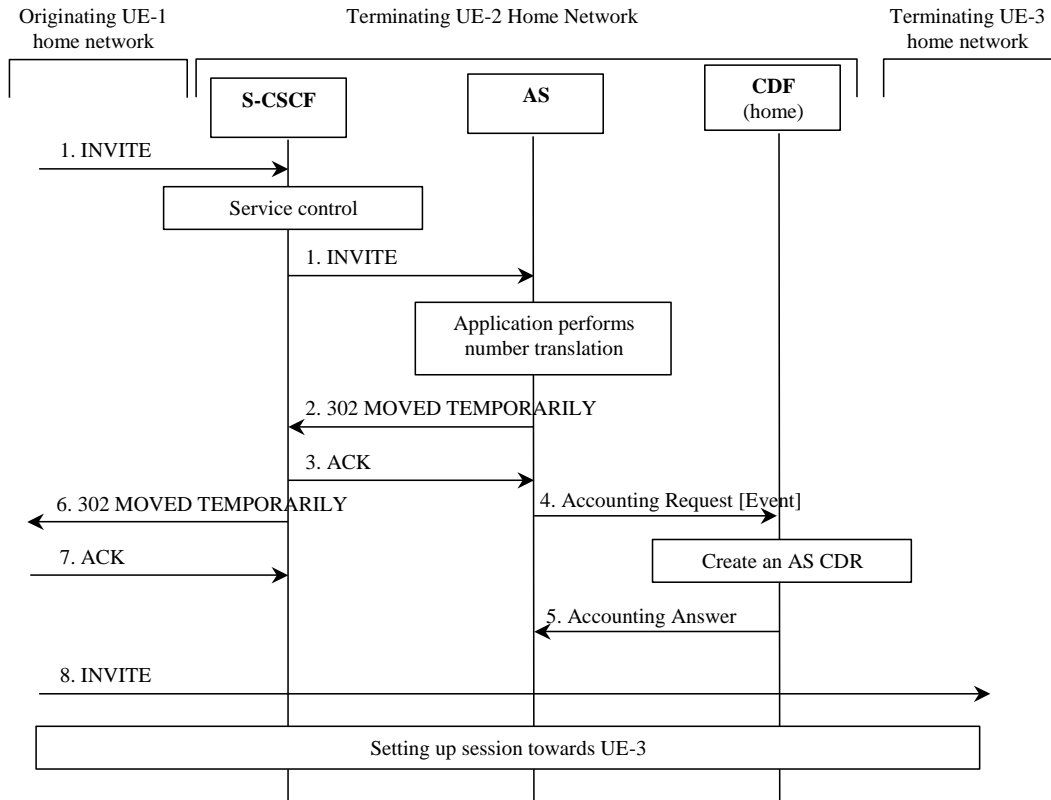 Originating UE-1
home network
Terminating UE-2 Home Network
Terminating UE-3
home network
S-CSCF
AS
CDF
(home)
1. INVITE
Service control
1. INVITE
Application performs
number translation
2. 302 MOVED TEMPORARILY
3. ACK
6. 302 MOVED TEMPORARILY
4. Accounting Request [Event]
7. ACK
Create an AS CDR
5. Accounting Answer
8. INVITE
Setting up session towards UE-3